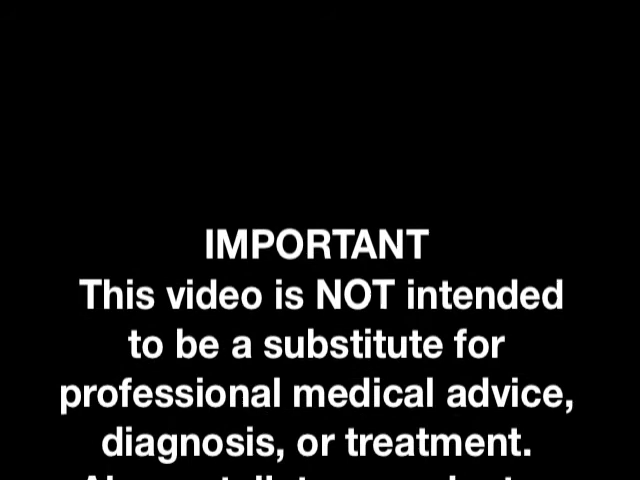 IMPORTANT
This video is NOT intended
to be a substitute for
professional medical advice,
diagnosis, or treatment.